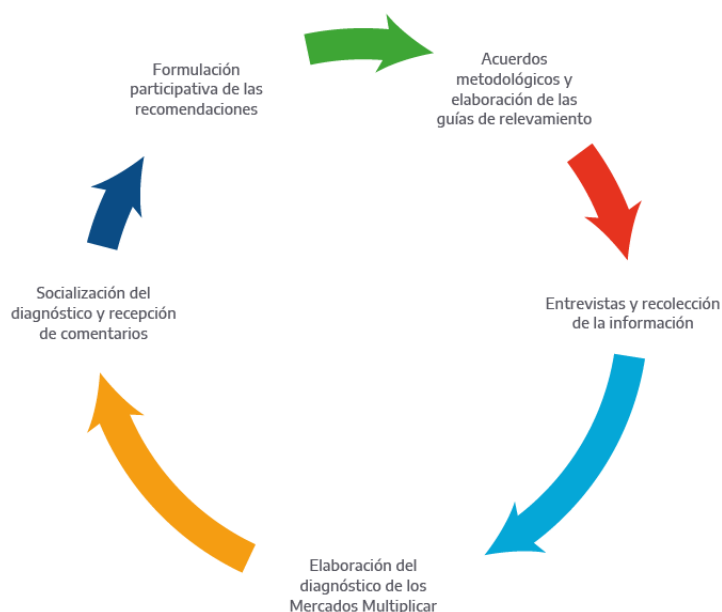 Formulación
participativa de las
recomendaciones
Acuerdos
metodológicos y
elaboración de las
guías de relevamiento
Entrevistas y recolección
de la información
Elaboración del
diagnóstico de los
Mercados Multiplicar
Socialización del
diagnóstico y recepción
de comentarios